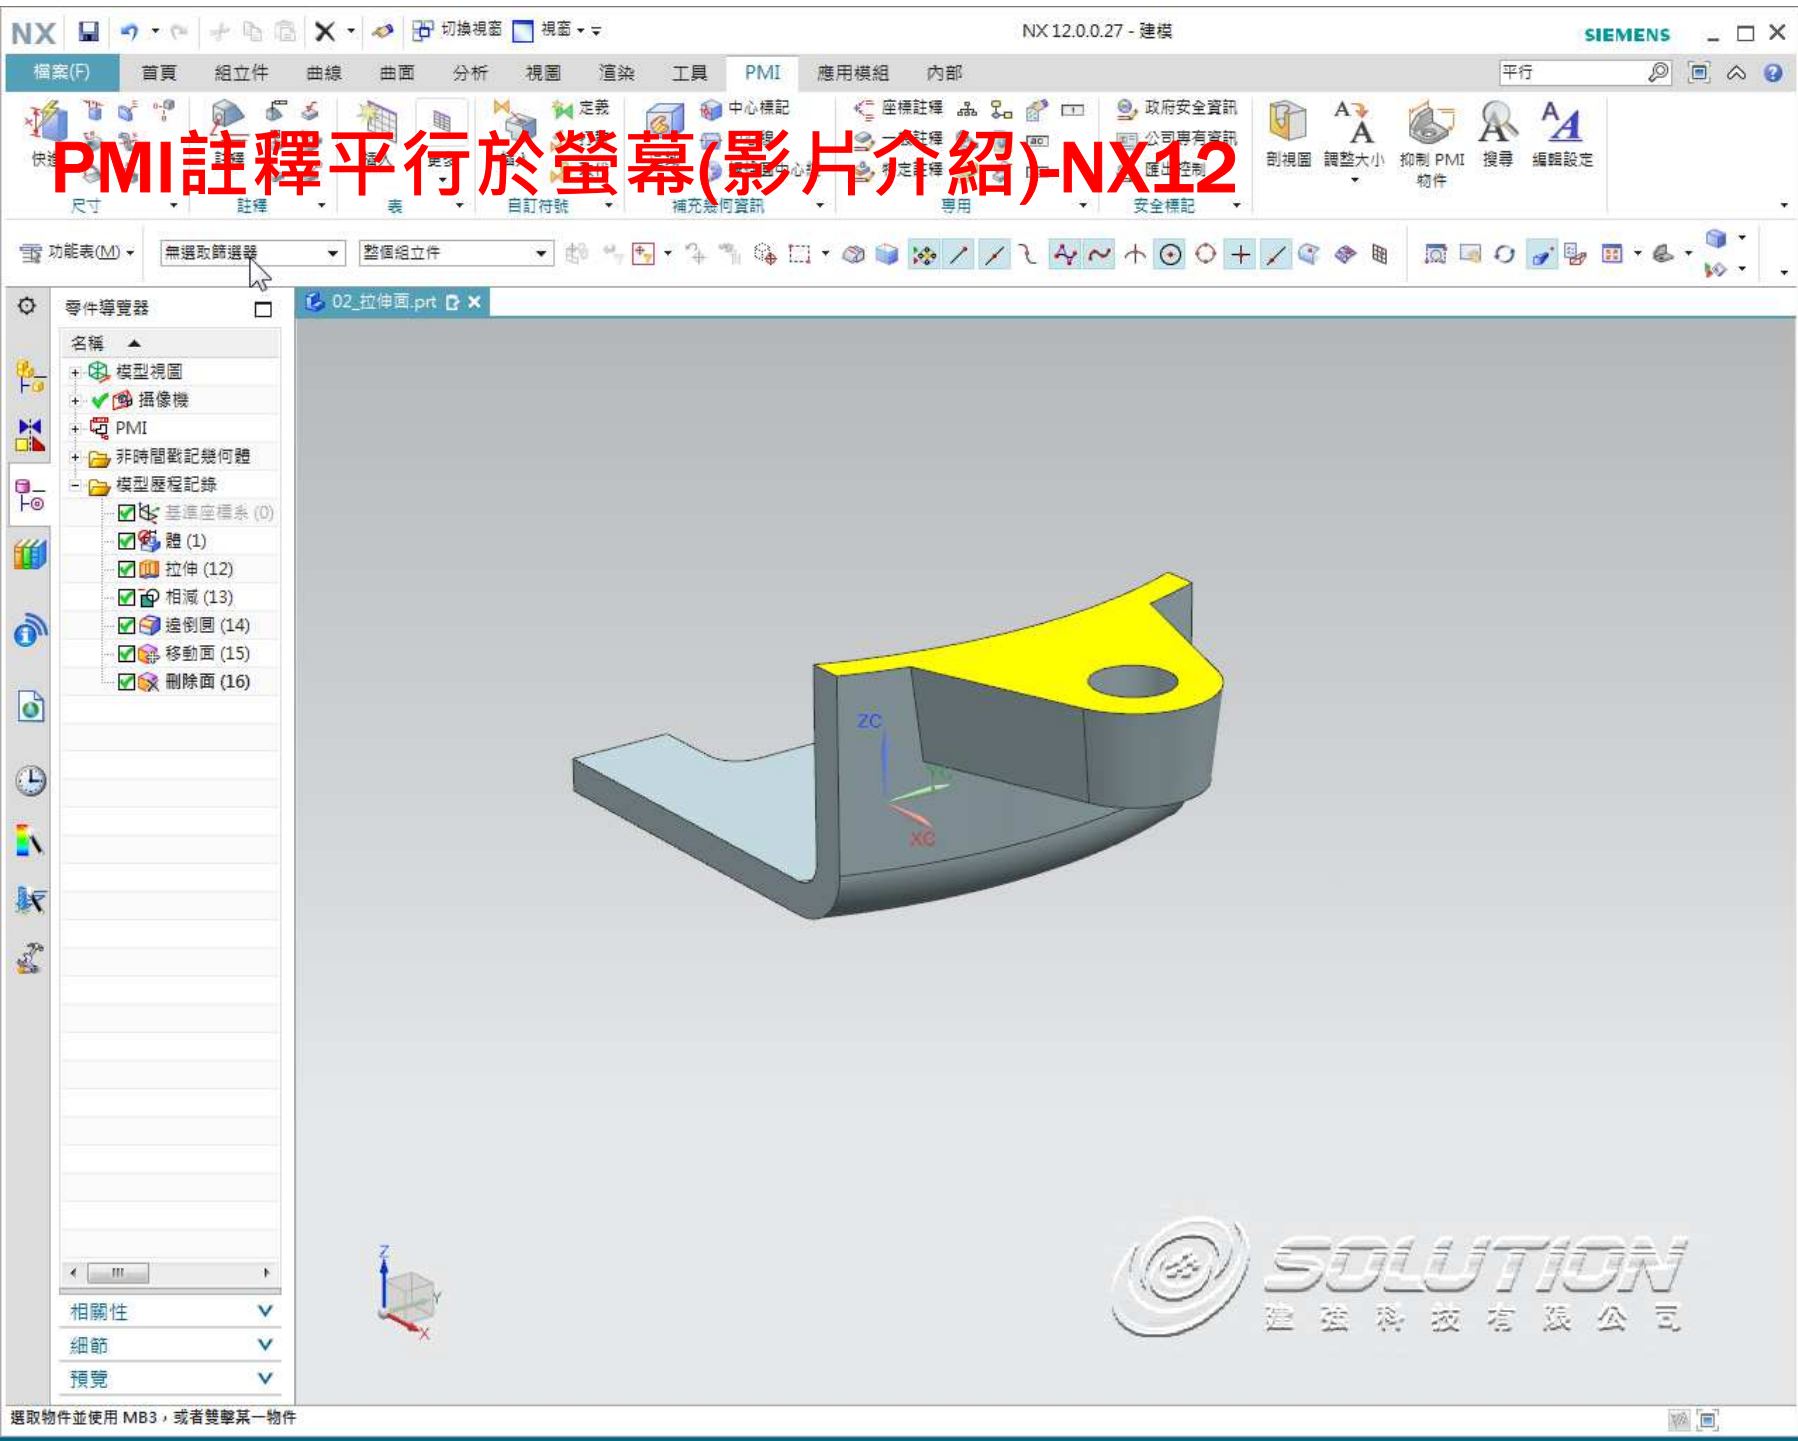 NX 切換視窗 視窗 NX 12.0.0.27 - 建模 SIEMENS
檔案(F) 首頁 組立件 曲線 曲面 分析 視圖 渲染 工具 PMI 應用模組 內部 平行
定義 中心標記 座標註釋 政府安全資訊
公司專有資訊
剖視圖 調整大小 抑制 PMI 物件 搜尋 編輯設定
PMI註釋平行於螢幕(影片介紹)-NX12
尺寸 註釋 表 自訂符號 補充幾何資訊 專用 安全標記
功能表(M) 無選取篩選器 整個組立件
零件導覽器 02_拉伸面.prt
名稱
模型視圖
攝像機
PMI
非時間戳記幾何體
模型歷程記錄
基準座標系 (0)
體 (1)
拉伸 (12)
相減 (13)
邊倒圓 (14)
移動面 (15)
刪除面 (16)
ZC
YC
XC
Z
Y
X
SOLUTION
建強科技有限公司
相關性
細節
預覽
選取物件並使用 MB3，或者雙擊某一物件